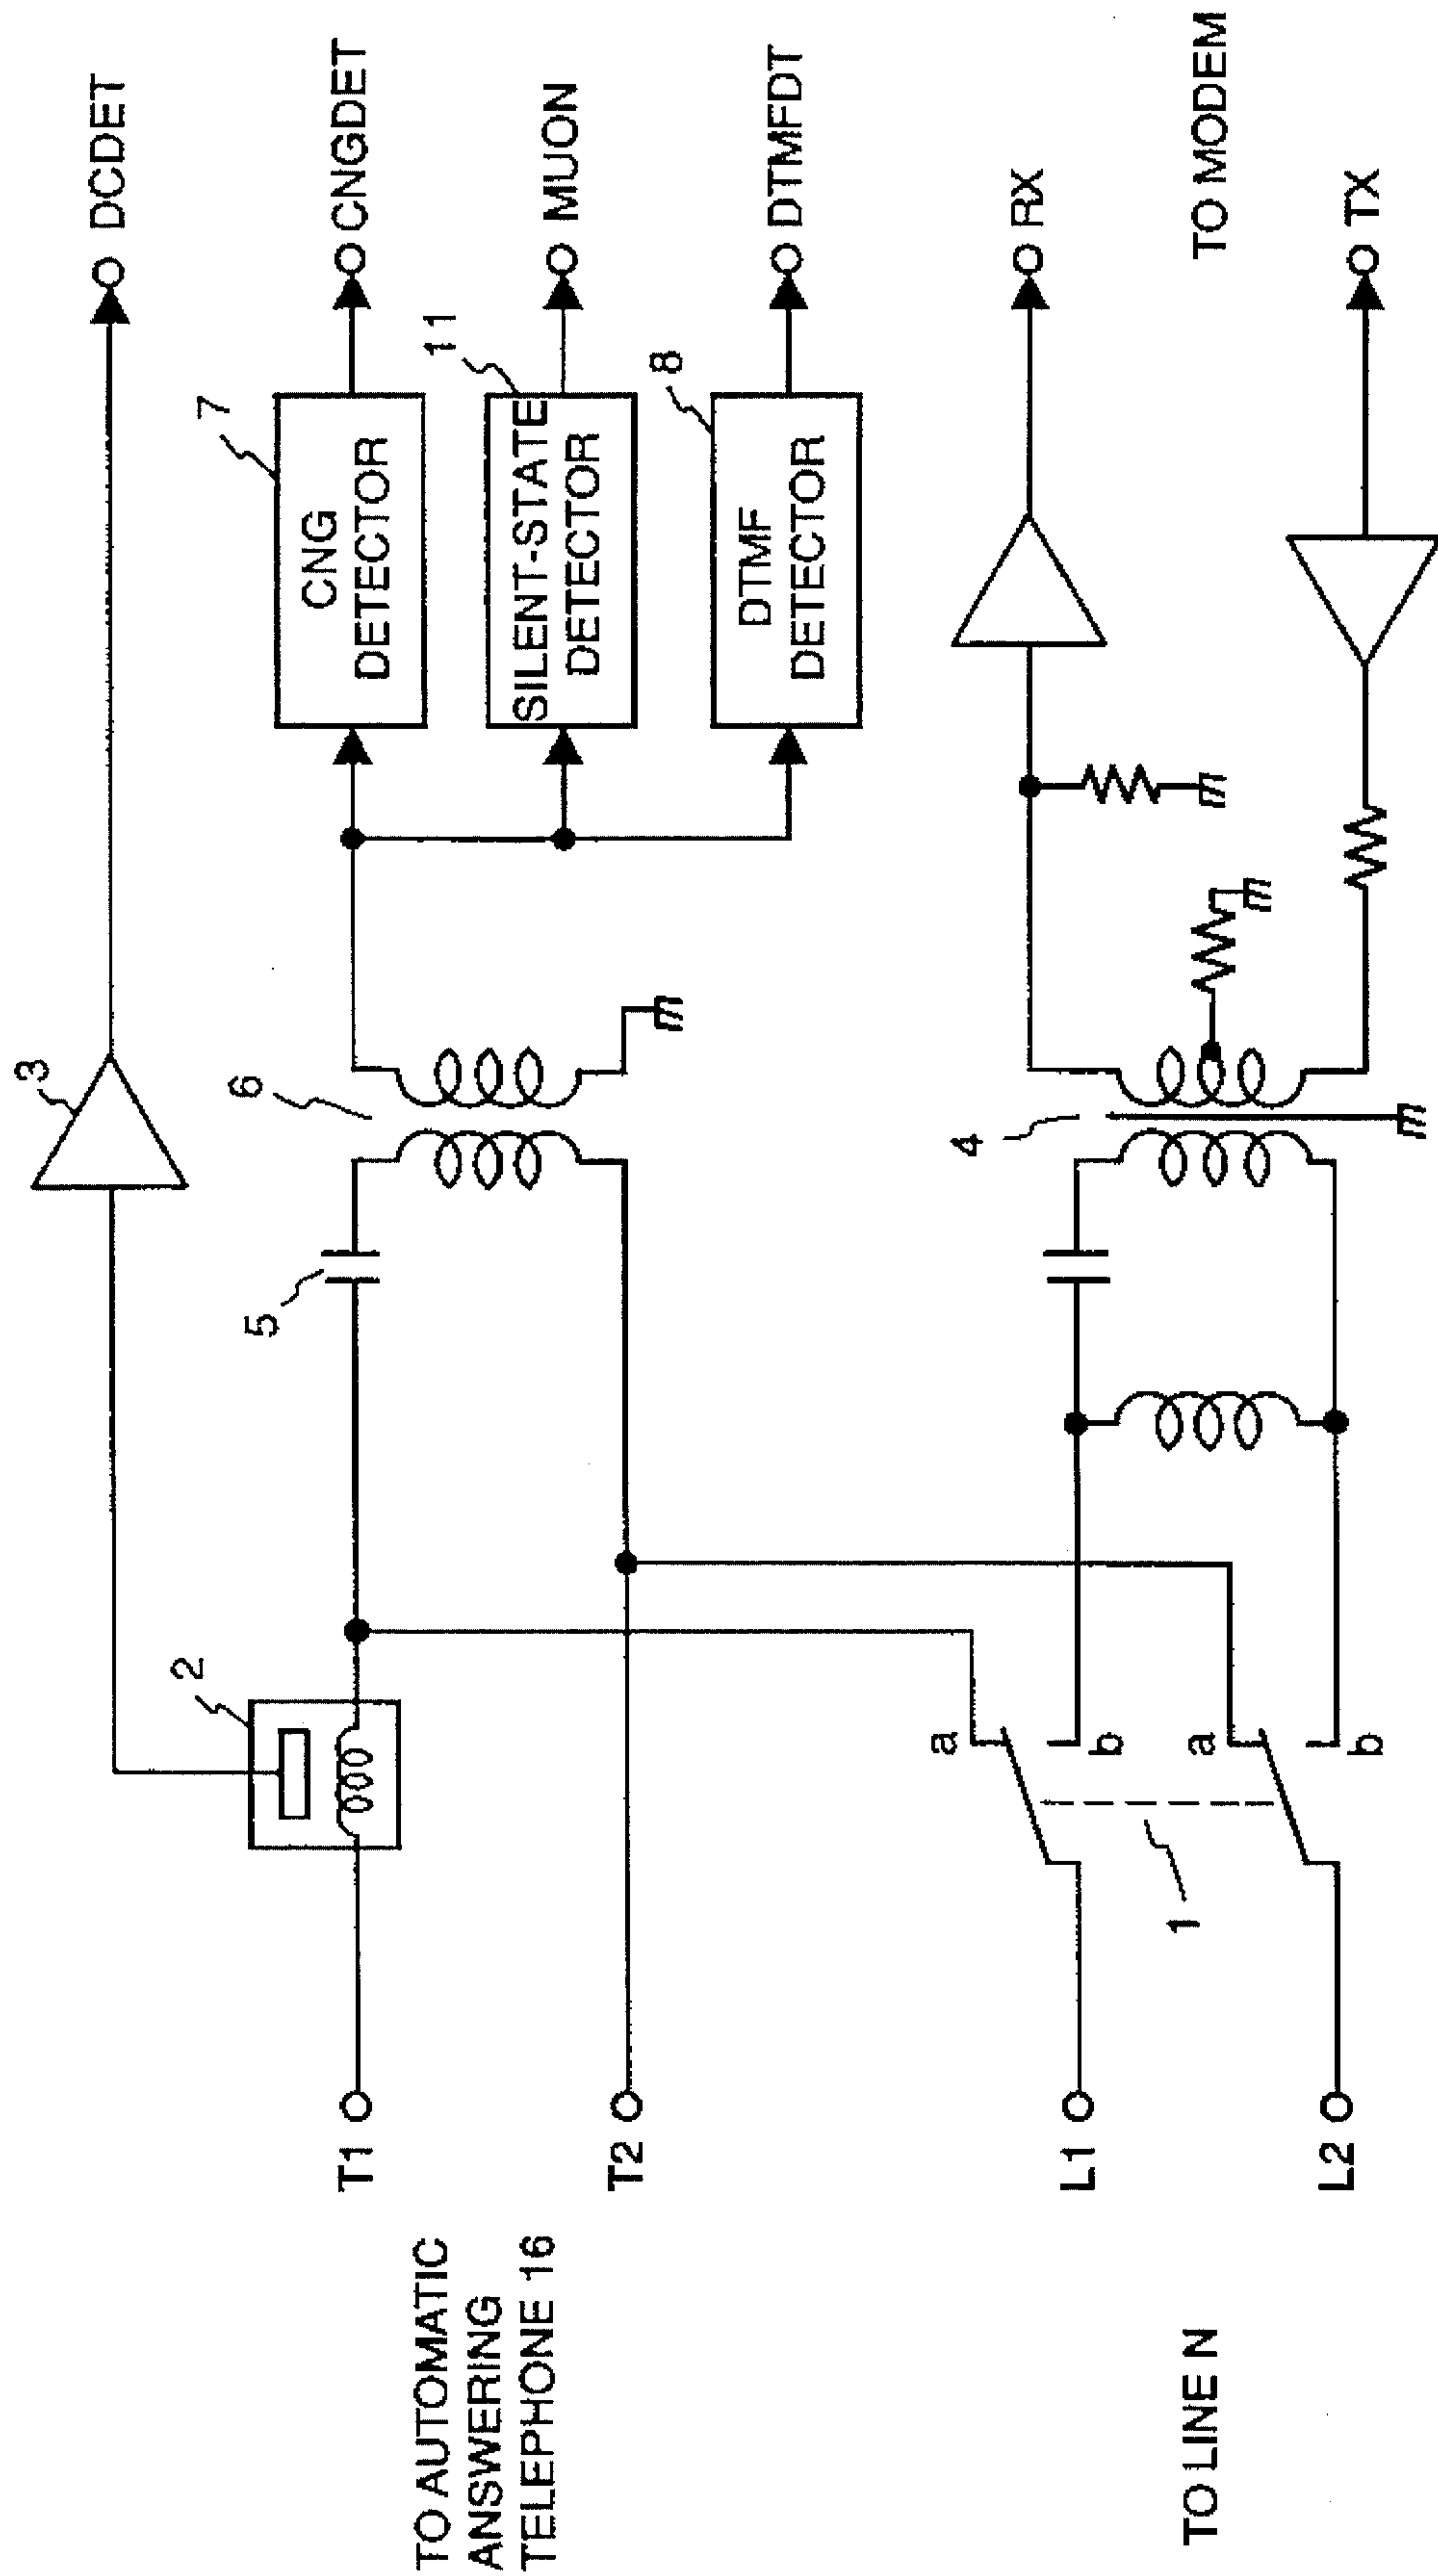 DCDET
3
7
CNG
DETECTOR
CNGDET
2
5
6
11
SILENT-STATE
DETECTOR
MUON
T1
8
DTMF
DETECTOR
DTMFDT
TO AUTOMATIC
ANSWERING
TELEPHONE 16
T2
a
4
RX
L1
b
1
a
TO MODEM
TO LINE N
L2
b
TX